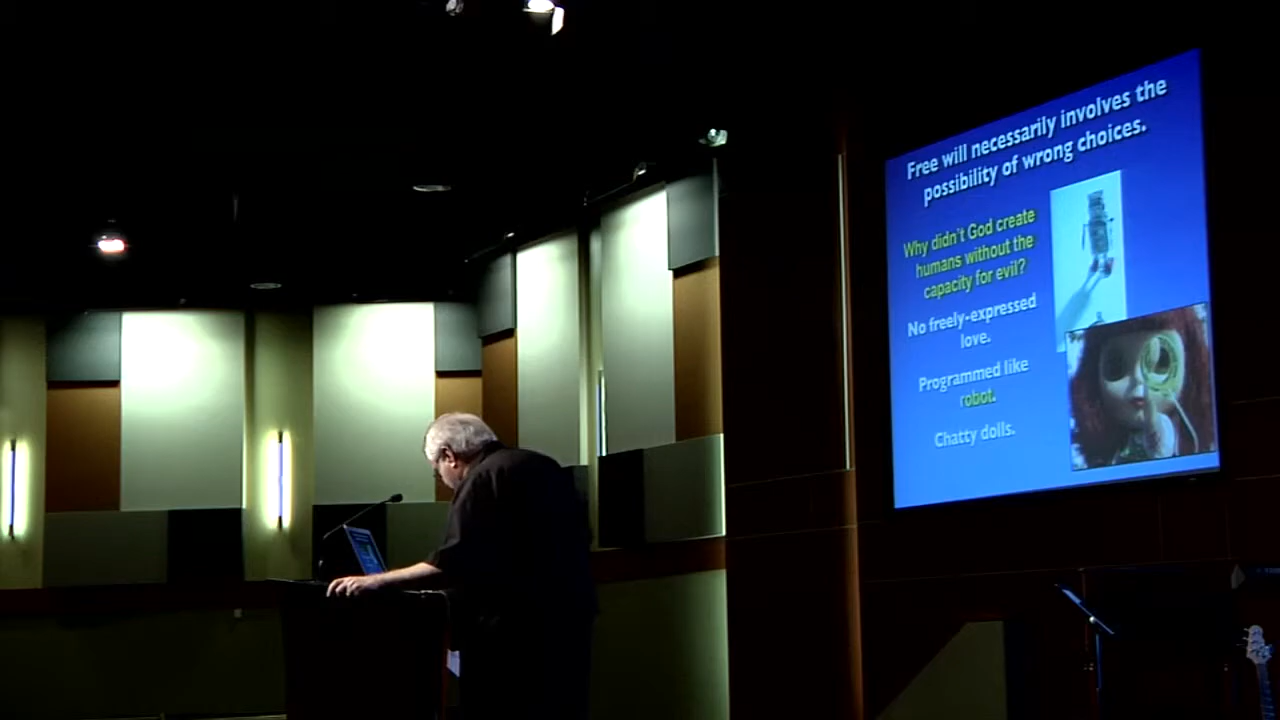 Free will necessarily involves the
possibility of wrong choices.
Why didn't God create
humans without the
capacity for evil?
No freely-expressed
love.
Programmed like
robot.
Chatty dolls.